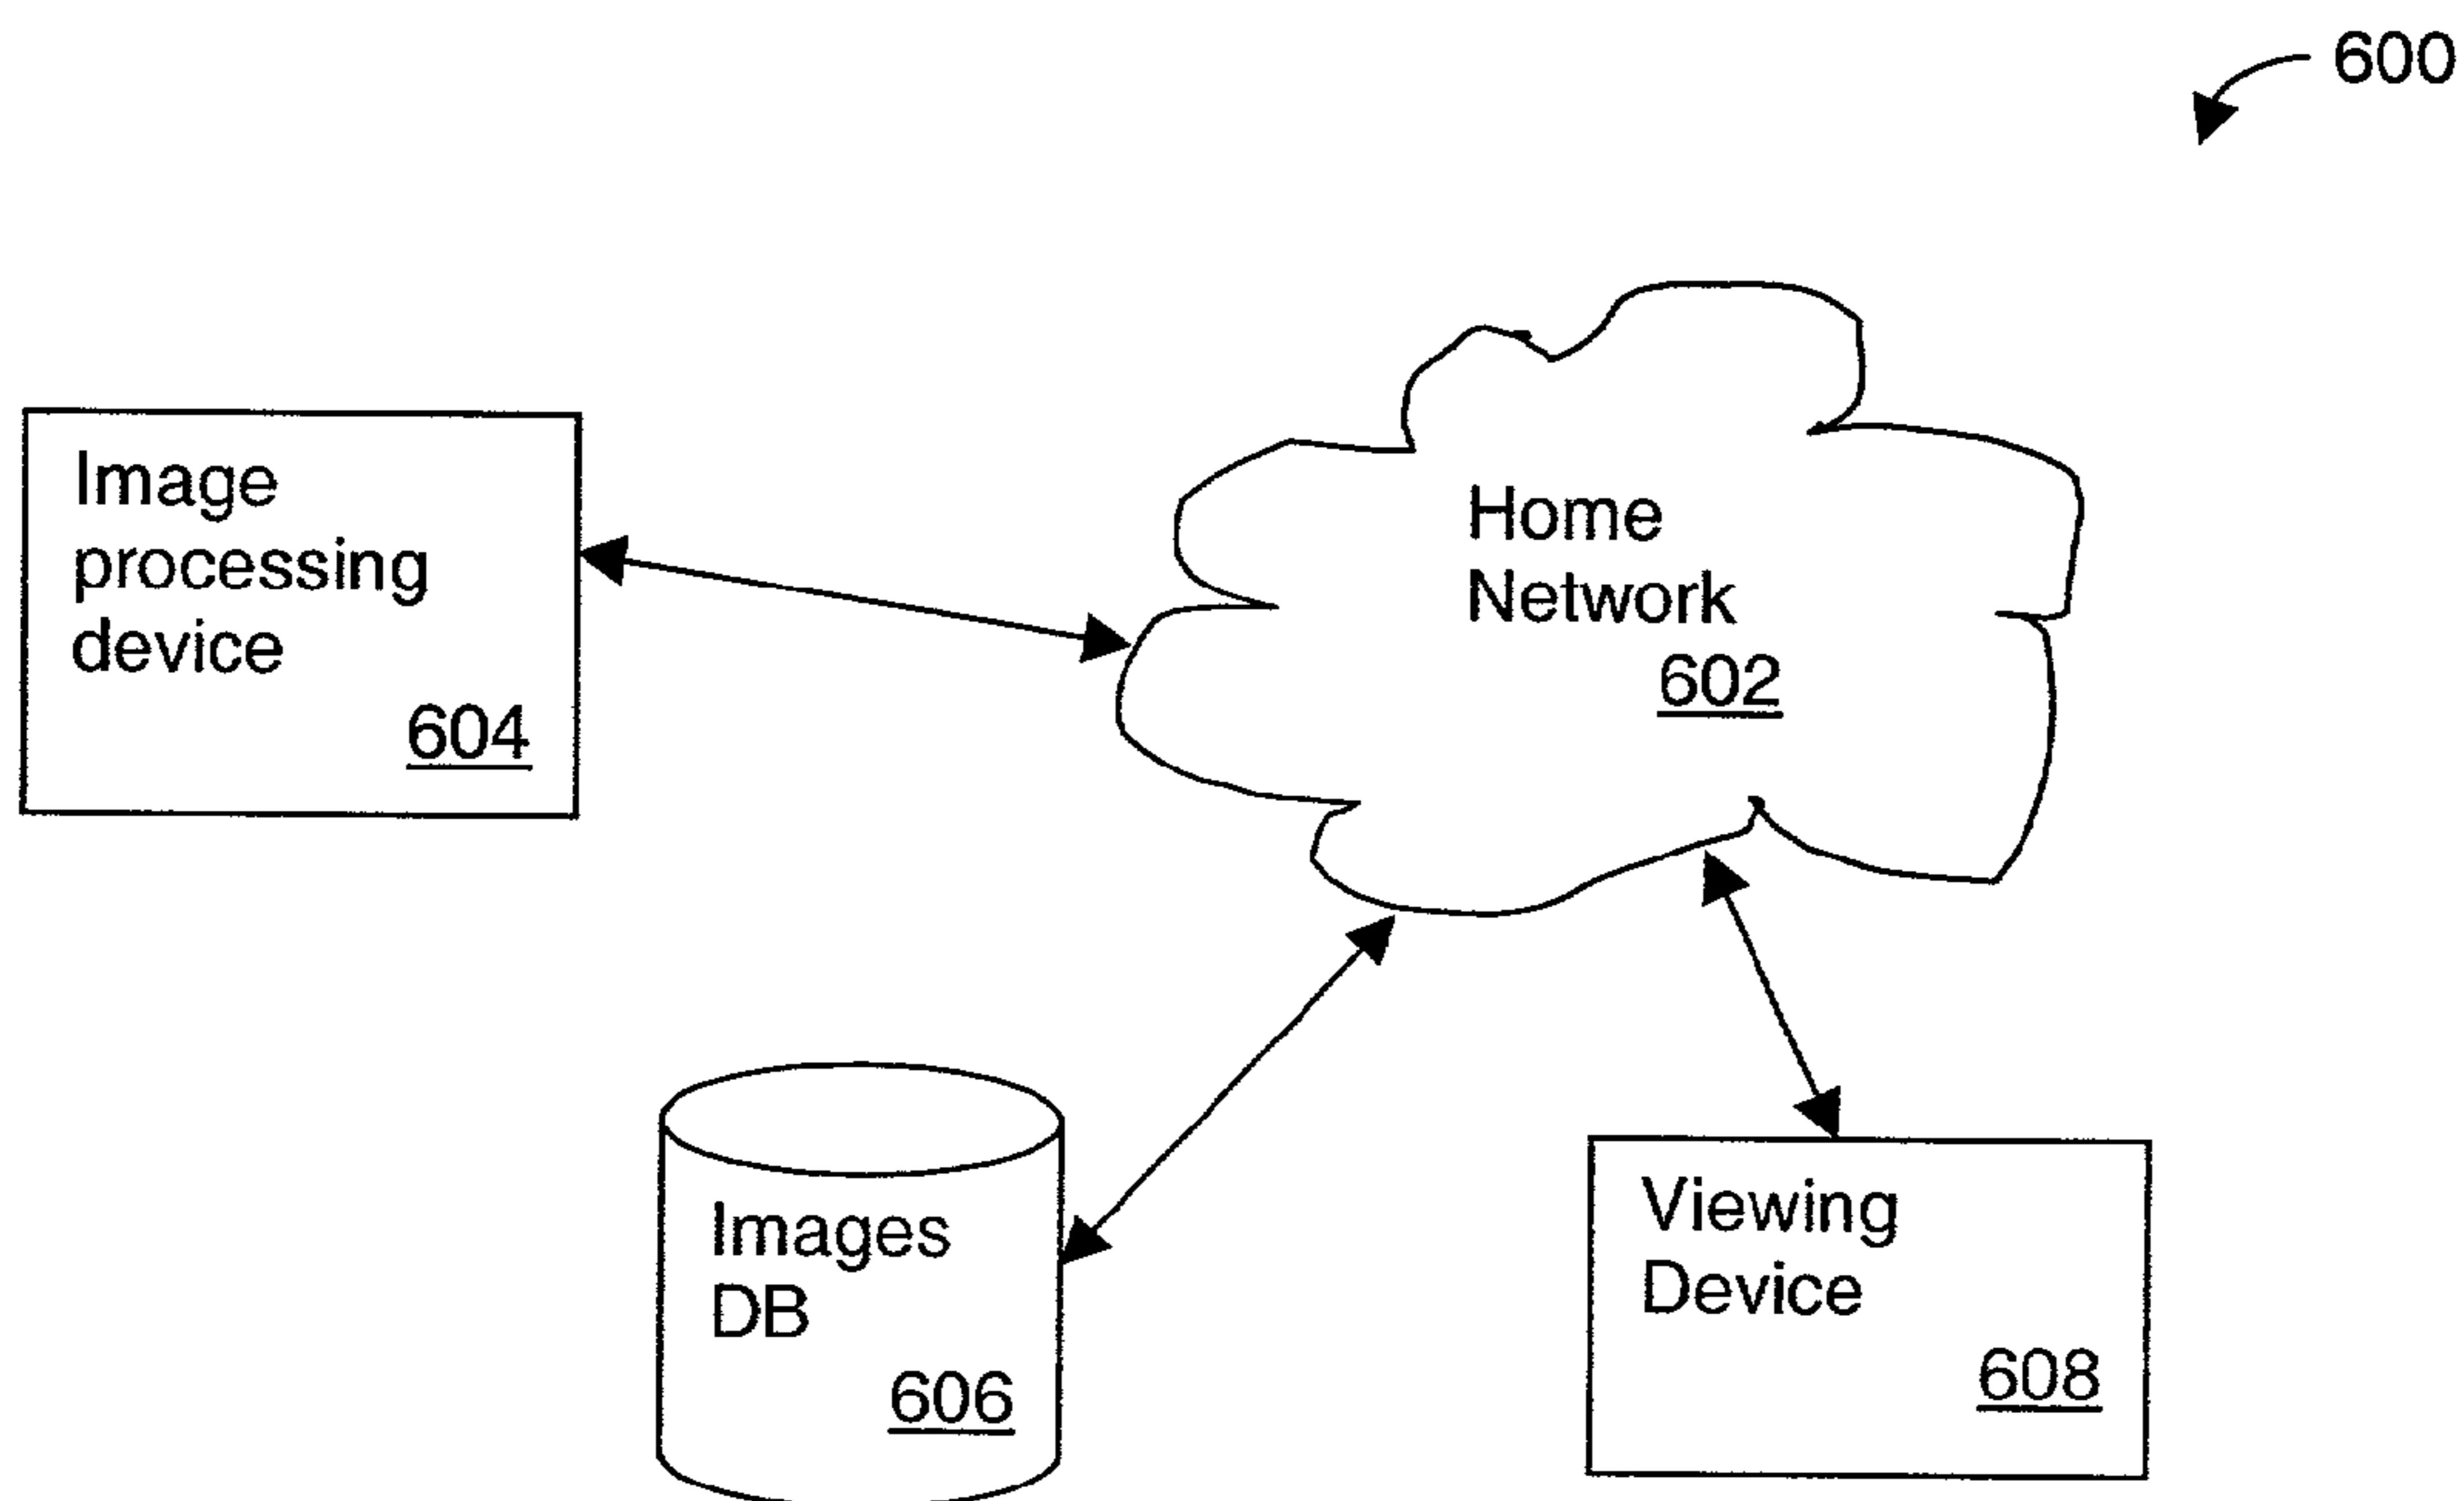 600
Image
processing
device
604
Home
Network
602
Images
DB
606
Viewing
Device
608